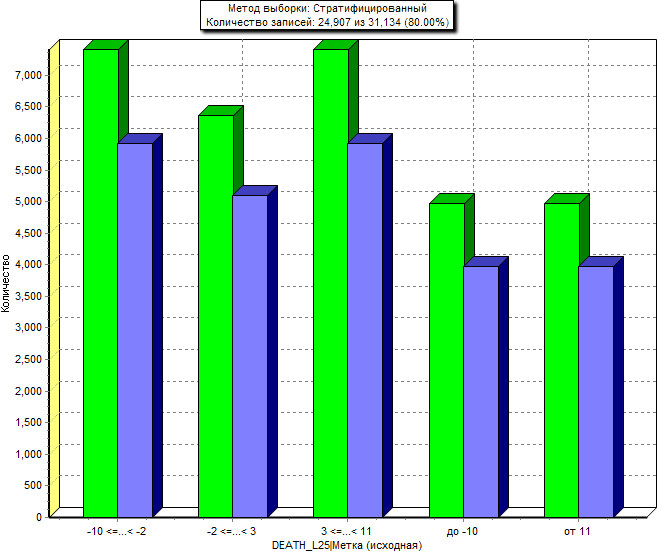 Метод выборки: Стратифицированный
Количество записей: 24,907 из 31,134 (80.00%)
Количество
7,000
6,500
6,000
5,500
5,000
4,500
4,000
3,500
3,000
2,500
2,000
1,500
1,000
500
0
-10 <=...< -2
-2 <=...< 3
3 <=...< 11
до -10
от 11
DEATH_L25|Метка (исходная)